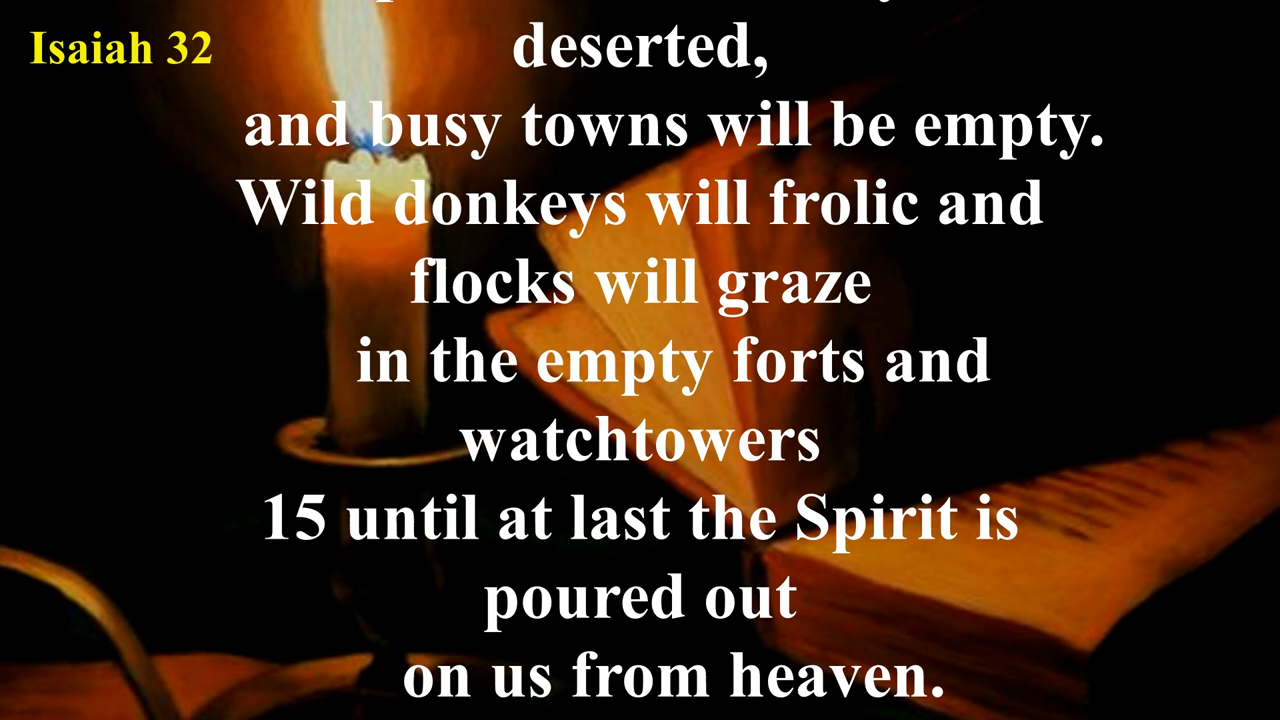 Isaiah 32
deserted,
and busy towns will be empty.
Wild donkeys will frolic and
flocks will graze
in the empty forts and
watchtowers
15 until at last the Spirit is
poured out
on us from heaven.